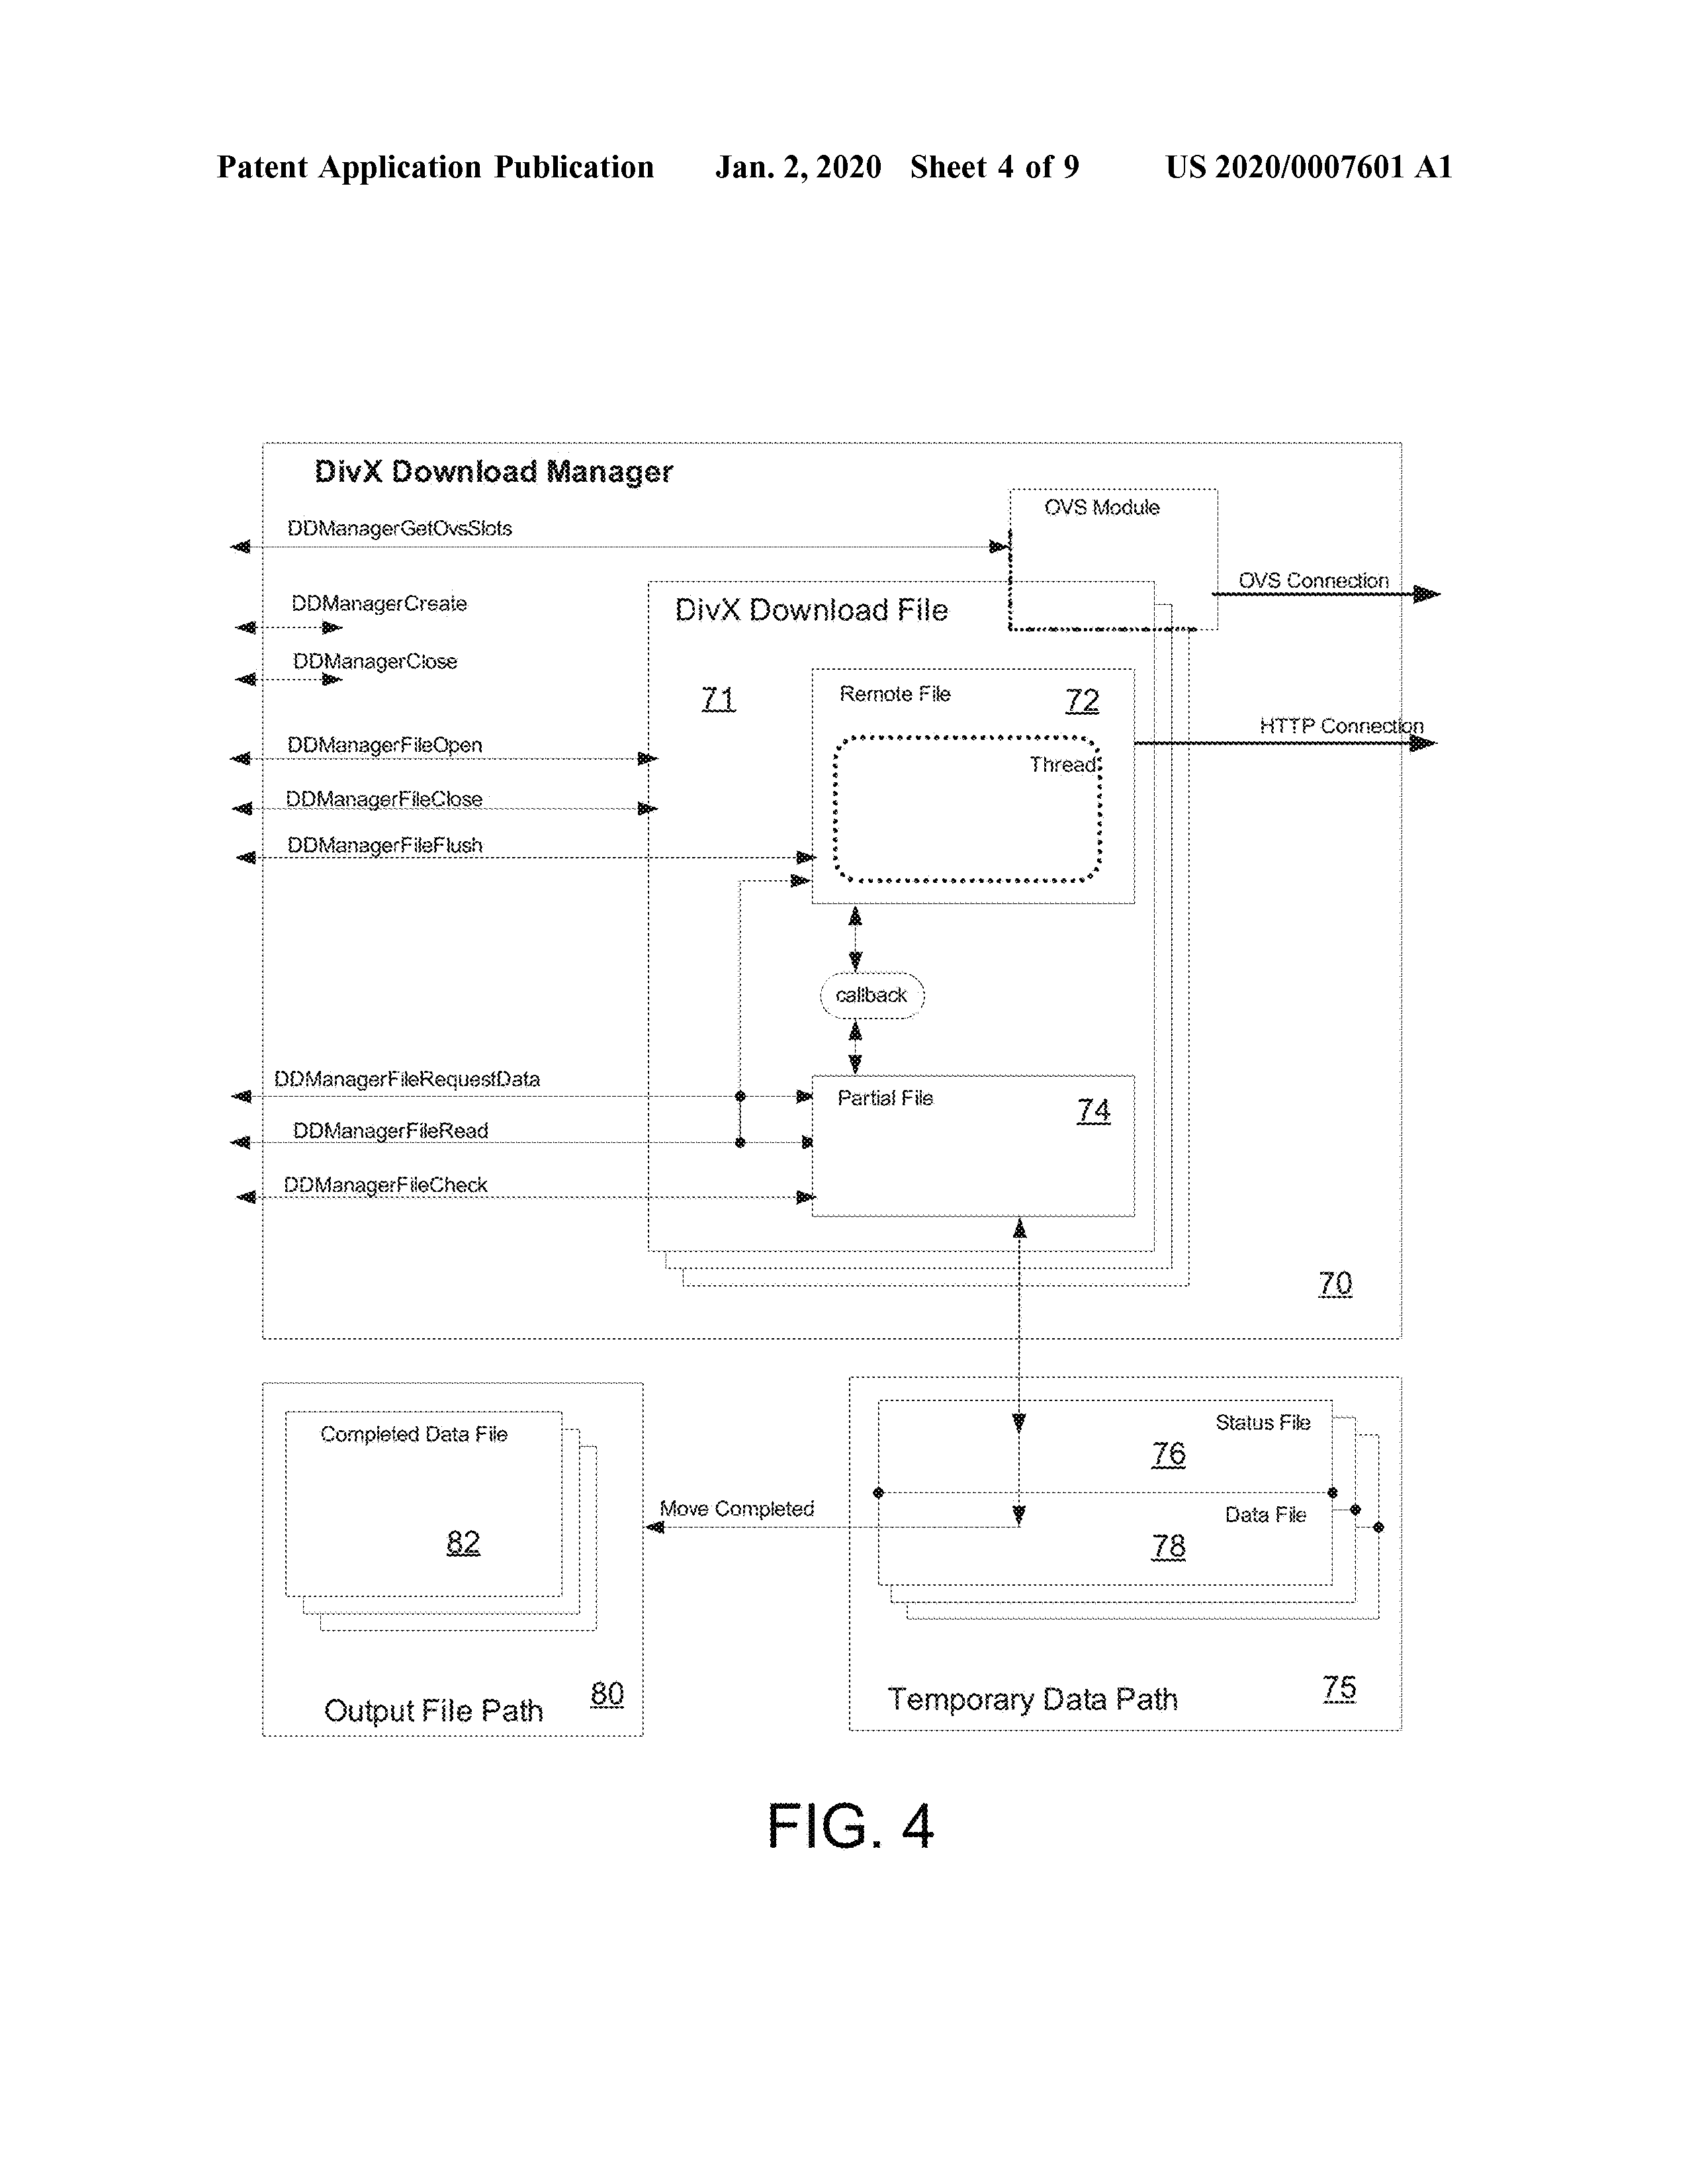 Patent Application Publication Jan. 2, 2020 Sheet 4 of 9 US 2020/0007601 A1
DivX Download Manager
OVS Module
DDManagerGetOvsSlots
OVS Connection
DDManagerCreate
DivX Download File
DDManagerClose
71
Remote File
72
HTTP Connection
DDManagerFileOpen
Thread
DDManagerFileClose
DDManagerFileFlush
callback
DDManagerFileRequestData
Partial File
74
DDManagerFileRead
DDManagerFileCheck
70
Completed Data File
Status File
76
Move Completed
Data File
82
78
Output File Path
80
Temporary Data Path
75
FIG. 4